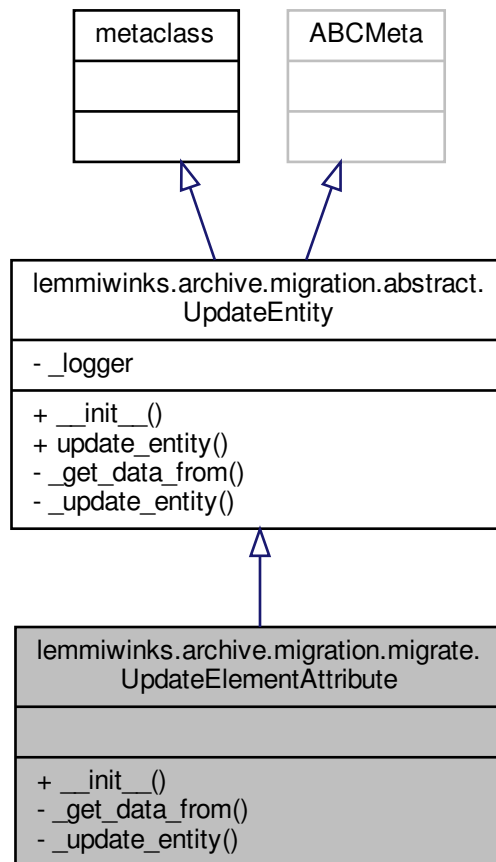 metaclass
ABCMeta
lemmiwinks.archive.migration.abstract.
UpdateEntity
- _logger
+ __init__()
+ update_entity()
- _get_data_from()
- _update_entity()
lemmiwinks.archive.migration.migrate.
UpdateElementAttribute
+ __init__()
- _get_data_from()
- _update_entity()